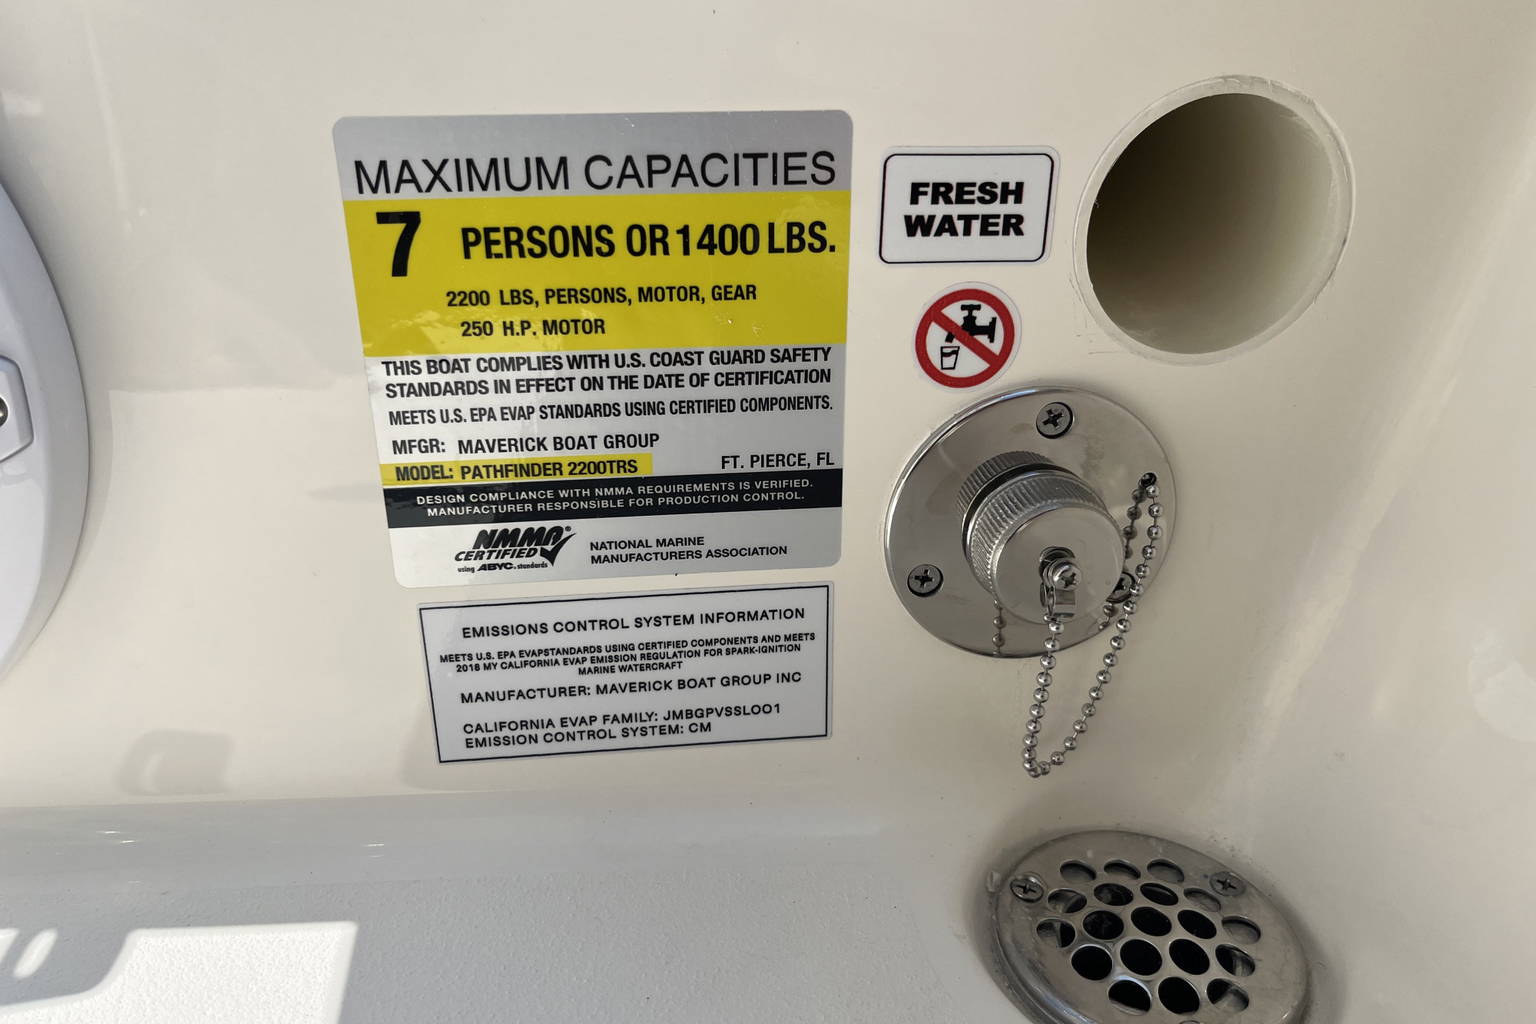 MAXIMUM CAPACITIES
7 PERSONS OR 1400 LBS.
2200 LBS, PERSONS, MOTOR, GEAR
250 H.P. MOTOR
THIS BOAT COMPLIES WITH U.S. COAST GUARD SAFETY
STANDARDS IN EFFECT ON THE DATE OF CERTIFICATION
MEETS U.S. EPA EVAP STANDARDS USING CERTIFIED COMPONENTS.
MFGR: MAVERICK BOAT GROUP
MODEL: PATHFINDER 2200TRS FT. PIERCE, FL
DESIGN COMPLIANCE WITH NMMA REQUIREMENTS IS VERIFIED.
MANUFACTURER RESPONSIBLE FOR PRODUCTION CONTROL.
NMMA®
CERTIFIED
using ABYC. standards
NATIONAL MARINE
MANUFACTURERS ASSOCIATION
EMISSIONS CONTROL SYSTEM INFORMATION
MEETS U.S. EPA EVAPSTANDARDS USING CERTIFIED COMPONENTS AND MEETS
2018 MY CALIFORNIA EVAP EMISSION REGULATION FOR SPARK-IGNITION
MARINE WATERCRAFT
MANUFACTURER: MAVERICK BOAT GROUP INC
CALIFORNIA EVAP FAMILY: JMBGPVSSLOO1
EMISSION CONTROL SYSTEM: CM
FRESH
WATER